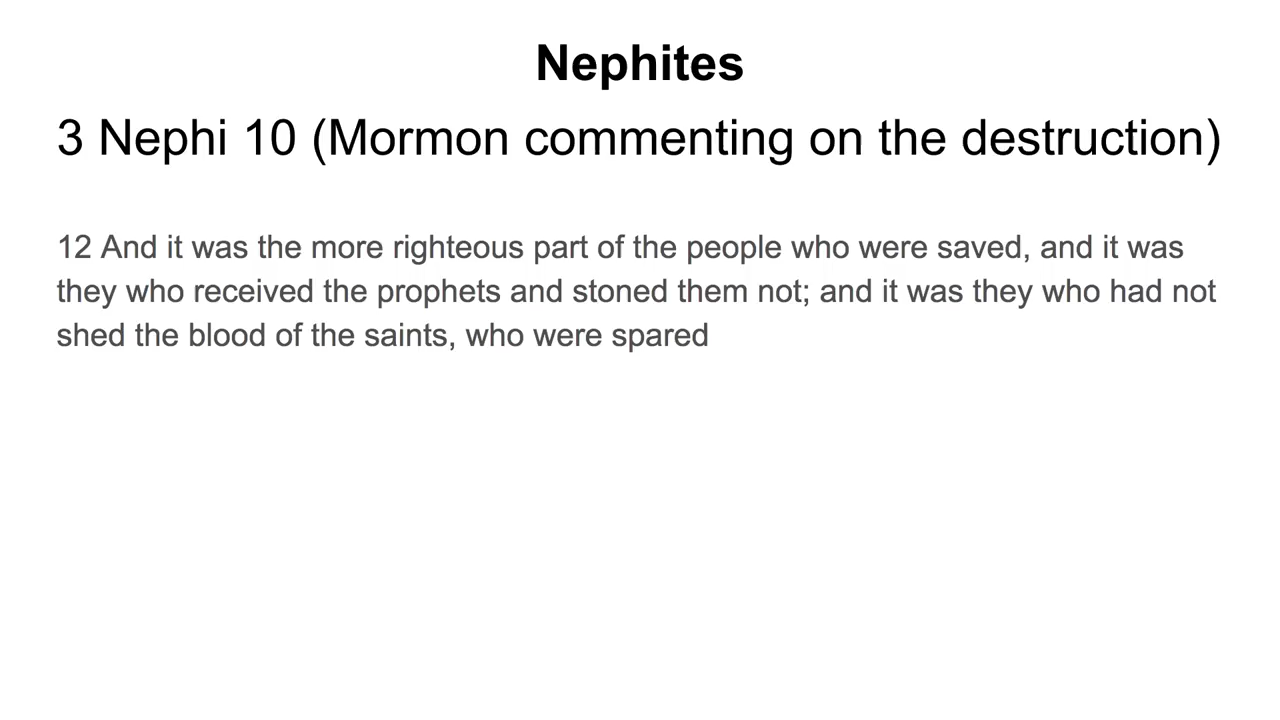 Nephites
3 Nephi 10 (Mormon commenting on the destruction)
12 And it was the more righteous part of the people who were saved, and it was
they who received the prophets and stoned them not; and it was they who had not
shed the blood of the saints, who were spared